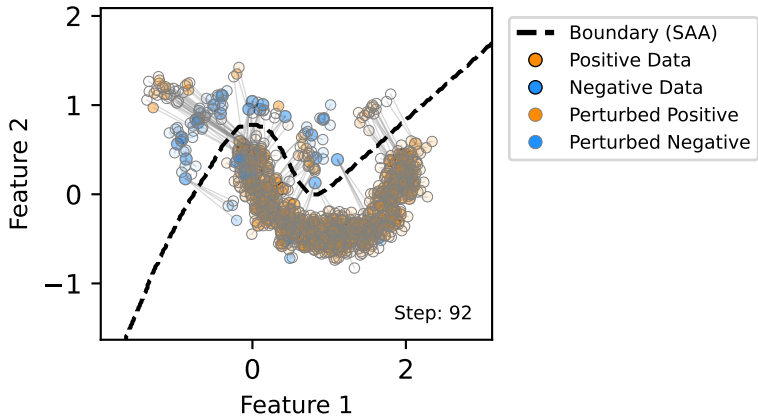 2
1
0
−1
Feature 2
0
2
Feature 1
Step: 92
Boundary (SAA)
Positive Data
Negative Data
Perturbed Positive
Perturbed Negative